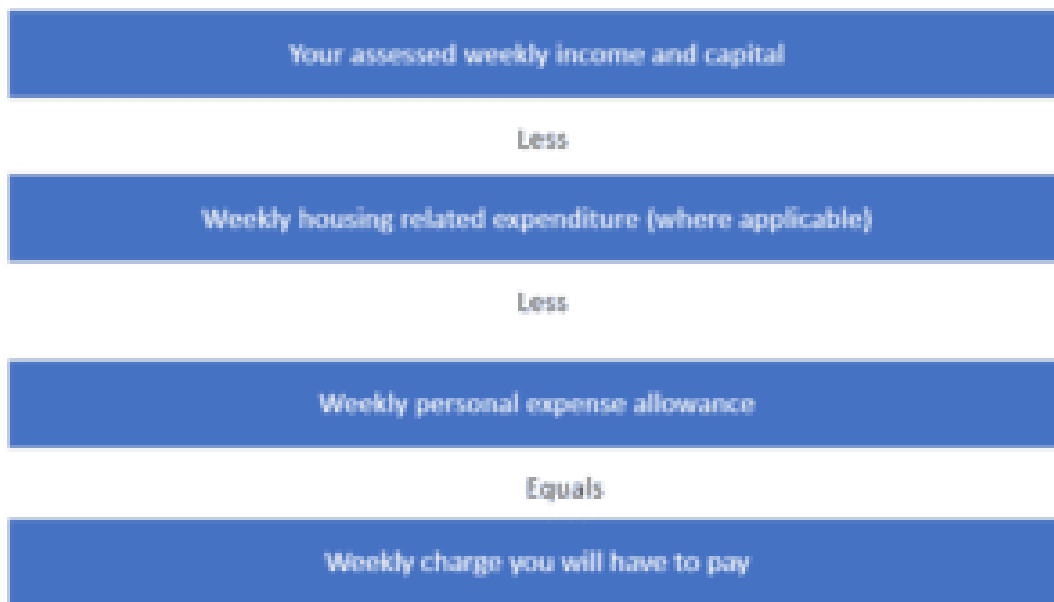 Your assessed weekly income and capital
Less
Weekly housing related expenditure (where applicable)
Less
Weekly personal expense allowance
Equals
Weekly charge you will have to pay